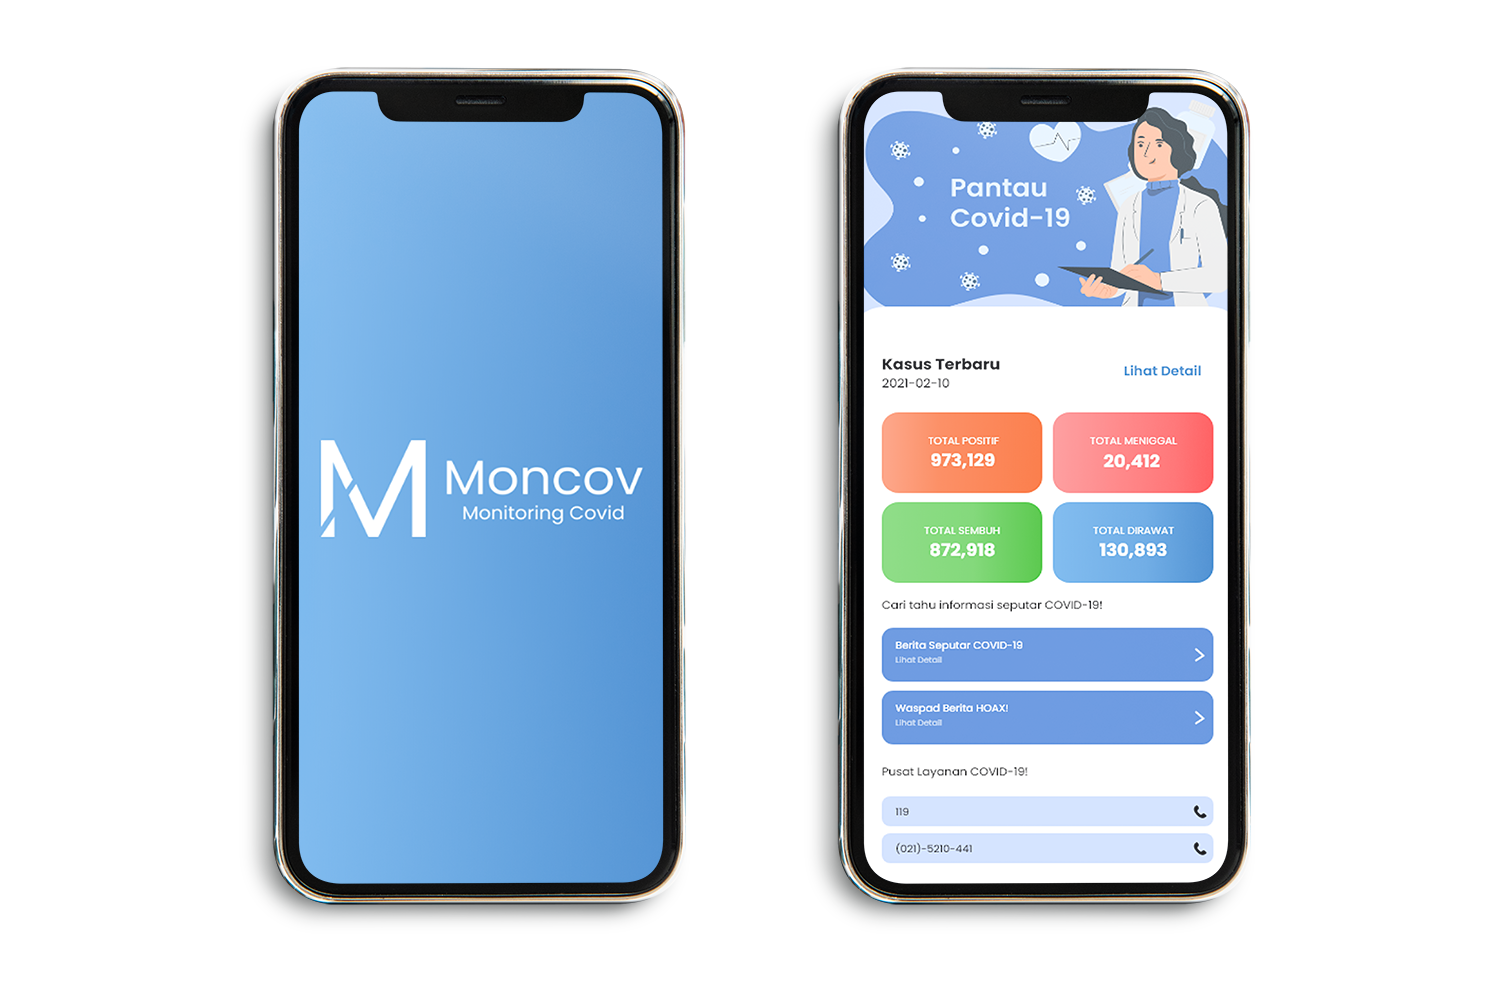 Moncov
Monitoring Covid
Pantau
Covid-19
Kasus Terbaru
2021-02-10
Lihat Detail
TOTAL POSITIF
973,129
TOTAL MENIGGAL
20,412
TOTAL SEMBUH
872,918
TOTAL DIRAWAT
130,893
Cari tahu informasi seputar COVID-19!
Berita Seputar COVID-19
Lihat Detail
Waspad Berita HOAX!
Lihat Detail
Pusat Layanan COVID-19!
119
(021)-5210-441